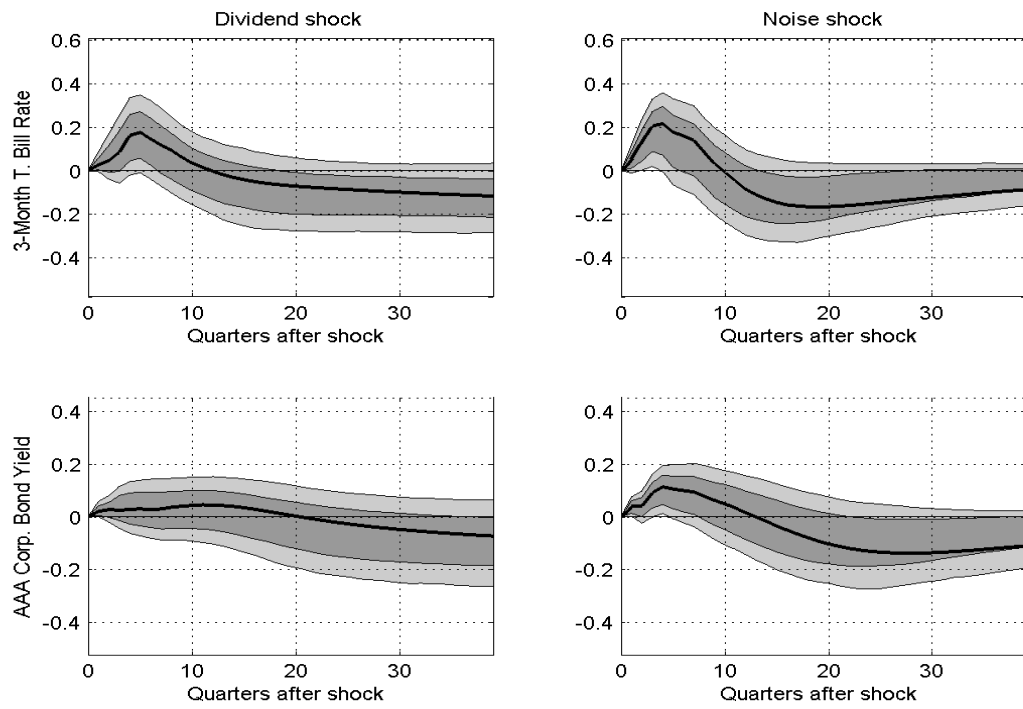 Dividend shock
Noise shock
3-Month T. Bill Rate
0.6
0.4
0.2
0
-0.2
-0.4
0 10 20 30
Quarters after shock
0.6
0.4
0.2
0
-0.2
-0.4
0 10 20 30
Quarters after shock
AAA Corp. Bond Yield
0.4
0.2
0
-0.2
-0.4
0 10 20 30
Quarters after shock
0.4
0.2
0
-0.2
-0.4
0 10 20 30
Quarters after shock